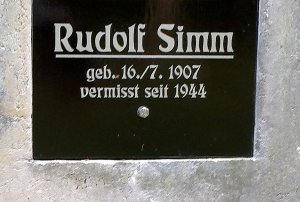 Rudolf Simm
geb. 16./7. 1907
vermisst seit 1944